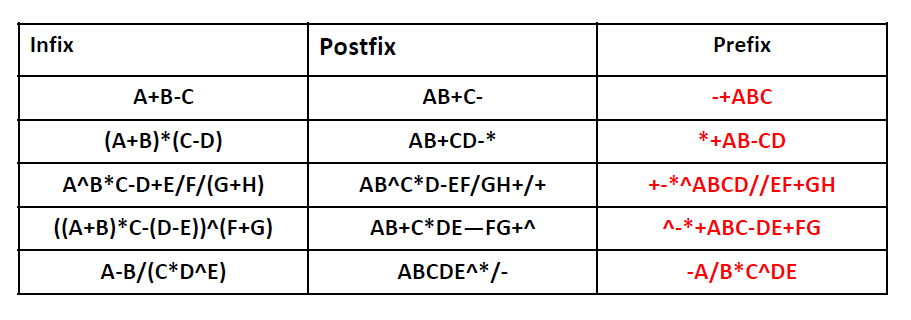 Infix Postfix Prefix
A+B-C AB+C- -+ABC
(A+B)*(C-D) AB+CD-* *+AB-CD
A^B*C-D+E/F/(G+H) AB^C*D-EF/GH+/+ +-*^ABCD//EF+GH
((A+B)*C-(D-E))^(F+G) AB+C*DE—FG+^ ^-*+ABC-DE+FG
A-B/(C*D^E) ABCDE^*/- -A/B*C^DE